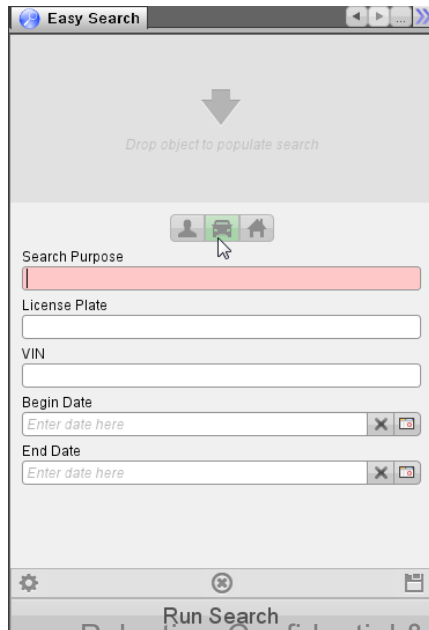 Easy Search
...
Drop object to populate search
Search Purpose
License Plate
VIN
Begin Date
Enter date here
End Date
Enter date here
Run Search